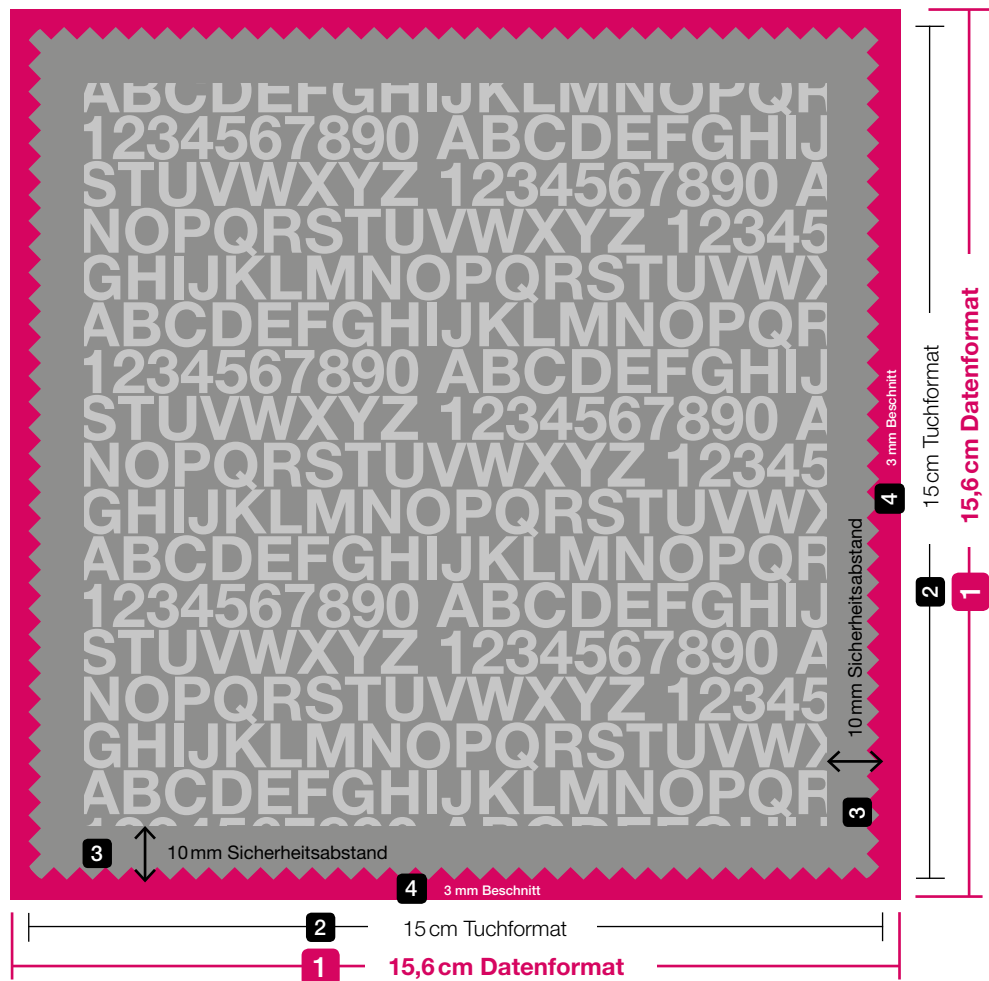 ABCDEFGHIJKLMNOPQR
1234567890 ABCDEFGHIJ
STUVWXYZ 1234567890 A
NOPQRSTUVWXYZ 12345
GHIJKLMNOPQRSTUVWX
ABCDEFGHIJKLMNOPQR
1234567890 ABCDEFGHIJ
STUVWXYZ 1234567890 A
NOPQRSTUVWXYZ 12345
GHIJKLMNOPQRSTUVWX
ABCDEFGHIJKLMNOPQR
1234567890 ABCDEFGHIJ
STUVWXYZ 1234567890 A
NOPQRSTUVWXYZ 12345
GHIJKLMNOPQRSTUVWX
ABCDEFGHIJKLMNOPQR
1234567890 ABCDEFGHIJ
3 10 mm Sicherheitsabstand
4 3 mm Beschnitt
2 15 cm Tuchformat
1 15,6 cm Datenformat
3 10 mm Sicherheitsabstand
4 3 mm Beschnitt
2 15 cm Tuchformat
1 15,6 cm Datenformat